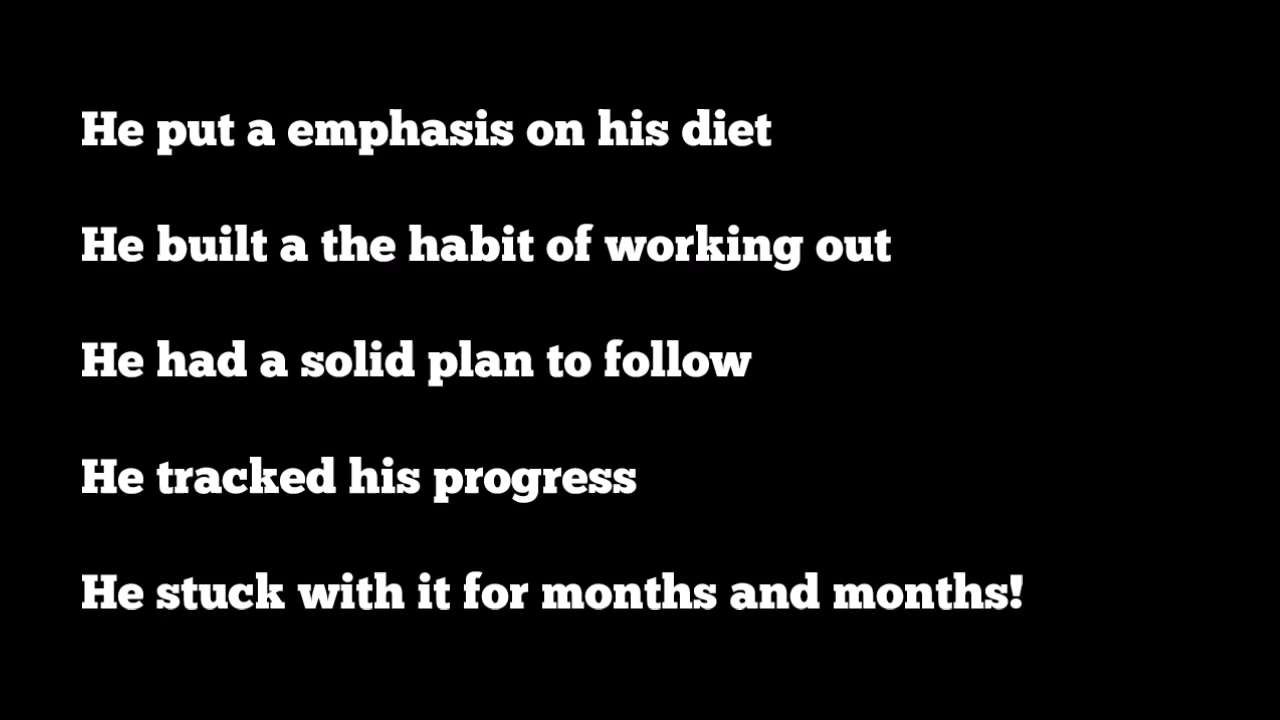 He put a emphasis on his diet
He built a the habit of working out
He had a solid plan to follow
He tracked his progress
He stuck with it for months and months!